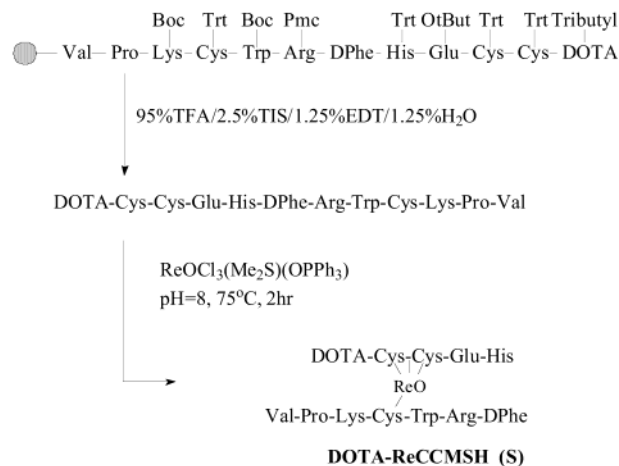 Boc Trt Boc Pmc Trt OtBut Trt Trt Tributyl
Val–Pro–Lys–Cys–Trp–Arg–DPhe–His–Glu–Cys–Cys–DOTA
95%TFA/2.5%TIS/1.25%EDT/1.25%H₂O
DOTA-Cys-Cys-Glu-His-DPhe-Arg-Trp-Cys-Lys-Pro-Val
ReOCl₃(Me₂S)(OPPh₃)
pH=8, 75°C, 2hr
DOTA-Cys-Cys-Glu-His
ReO
Val-Pro-Lys-Cys-Trp-Arg-DPhe
DOTA-ReCCMSH (S)